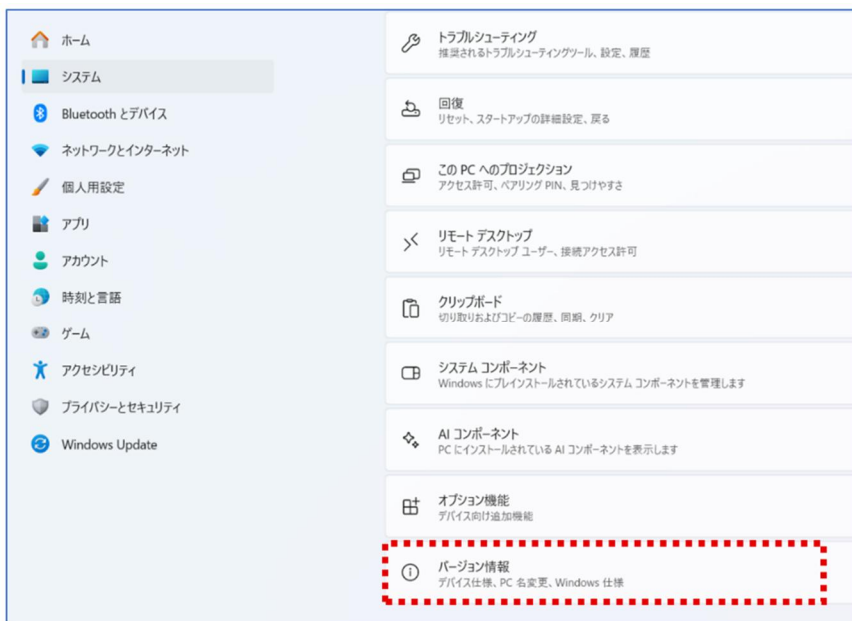 ホーム
システム
Bluetooth とデバイス
ネットワークとインターネット
個人用設定
アプリ
アカウント
時刻と言語
ゲーム
アクセシビリティ
プライバシーとセキュリティ
Windows Update
トラブルシューティング
推奨されるトラブルシューティングツール、設定、履歴
回復
リセット、スタートアップの詳細設定、戻る
この PC へのプロジェクション
アクセス許可、ペアリング PIN、見つけやすさ
リモート デスクトップ
リモート デスクトップ ユーザー、接続アクセス許可
クリップボード
切り取りおよびコピーの履歴、同期、クリア
システム コンポーネント
Windows にプレインストールされているシステム コンポーネントを管理します
AI コンポーネント
PC にインストールされている AI コンポーネントを表示します
オプション機能
デバイス向け追加機能
バージョン情報
デバイス仕様、PC 名変更、Windows 仕様